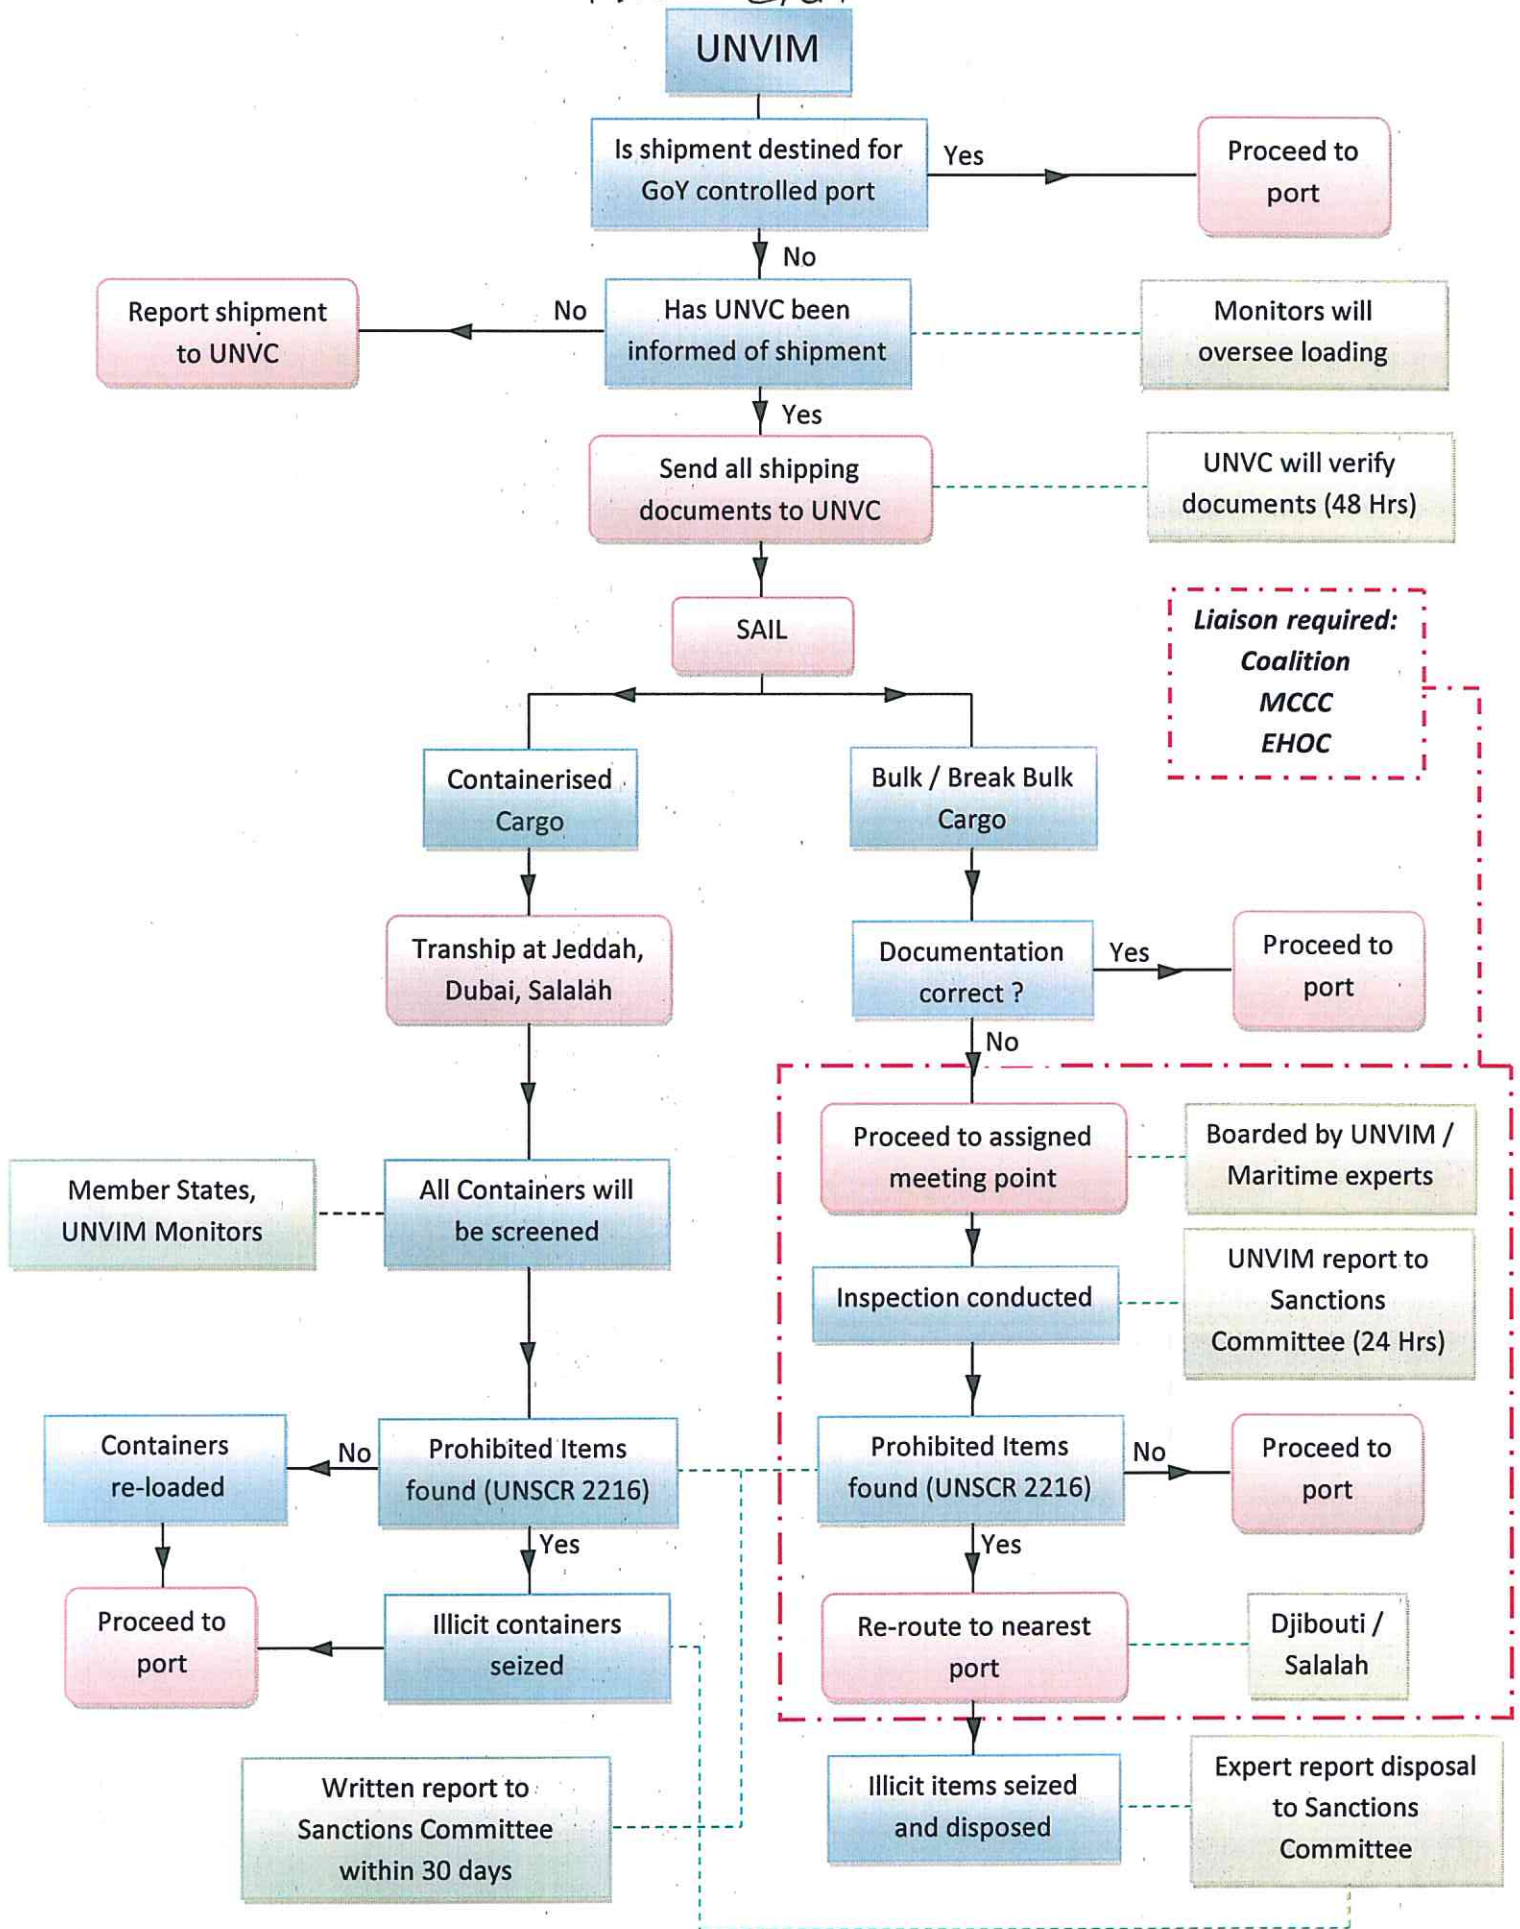 UNVIM
Is shipment destined for
GoY controlled port
Yes
Proceed to
port
No
Report shipment
to UNVC
No
Has UNVC been
informed of shipment
Monitors will
oversee loading
Yes
Send all shipping
documents to UNVC
UNVC will verify
documents (48 Hrs)
SAIL
Liaison required:
Coalition
MCCC
EHOC
Containerised
Cargo
Bulk / Break Bulk
Cargo
Tranship at Jeddah,
Dubai, Salalah
Documentation
correct ?
Yes
Proceed to
port
No
Proceed to assigned
meeting point
Boarded by UNVIM /
Maritime experts
Member States,
UNVIM Monitors
All Containers will
be screened
Inspection conducted
UNVIM report to
Sanctions
Committee (24 Hrs)
Containers
re-loaded
No
Prohibited Items
found (UNSCR 2216)
Prohibited Items
found (UNSCR 2216)
No
Proceed to
port
Yes
Yes
Proceed to
port
Illicit containers
seized
Re-route to nearest
port
Djibouti /
Salalah
Written report to
Sanctions Committee
within 30 days
Illicit items seized
and disposed
Expert report disposal
to Sanctions
Committee